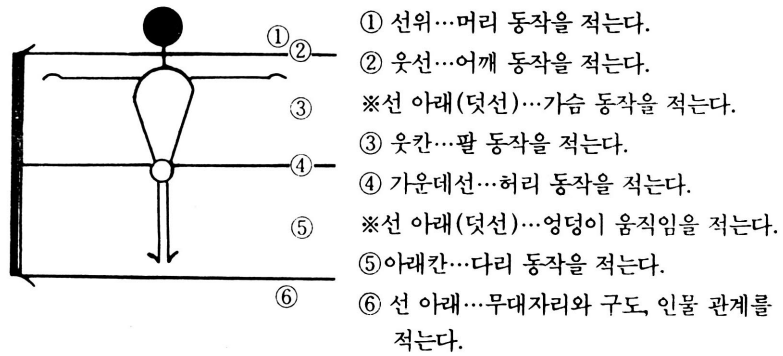 ①
②
③
④
⑤
⑥
① 선위…머리 동작을 적는다.
② 웃선…어깨 동작을 적는다.
※선 아래(덧선)…가슴 동작을 적는다.
③ 웃칸…팔 동작을 적는다.
④ 가운데선…허리 동작을 적는다.
※선 아래(덧선)…엉덩이 움직임을 적는다.
⑤아래칸…다리 동작을 적는다.
⑥ 선 아래…무대자리와 구도, 인물 관계를
적는다.